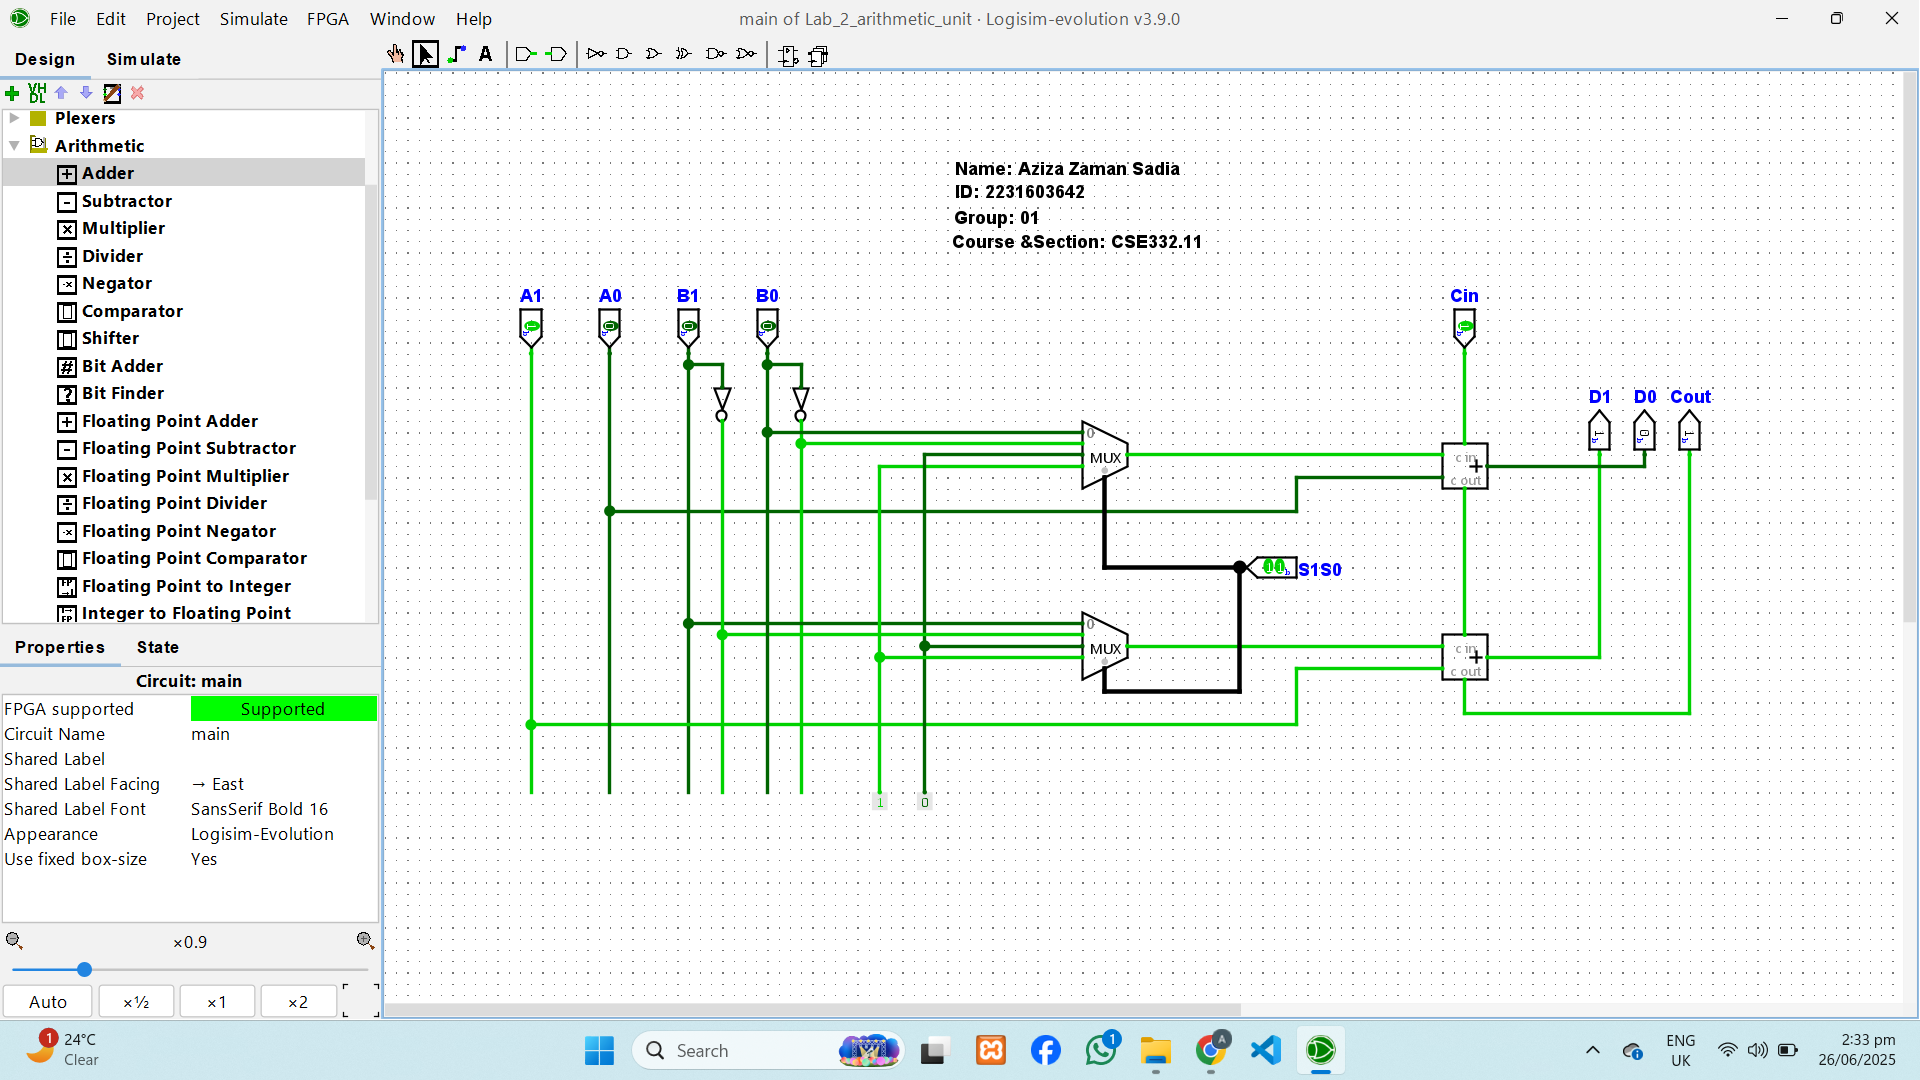 File Edit Project Simulate FPGA Window Help
main of Lab_2_arithmetic_unit · Logisim-evolution v3.9.0
Design Simulate
A
VH
DL
Plexers
Arithmetic
Adder
Subtractor
Multiplier
Divider
Negator
Comparator
Shifter
Bit Adder
Bit Finder
Floating Point Adder
Floating Point Subtractor
Floating Point Multiplier
Floating Point Divider
Floating Point Negator
Floating Point Comparator
Floating Point to Integer
Integer to Floating Point
Properties State
Circuit: main
FPGA supported Supported
Circuit Name main
Shared Label
Shared Label Facing → East
Shared Label Font SansSerif Bold 16
Appearance Logisim-Evolution
Use fixed box-size Yes
×0.9
Auto ×½ ×1 ×2
Name: Aziza Zaman Sadia
ID: 2231603642
Group: 01
Course &Section: CSE332.11
A1 A0 B1 B0 Cin
D1 D0 Cout
0
MUX
c in
c out
S1S0
0
MUX
c in
c out
1 0
1
24°C
Clear
Search
1
A
ENG
UK
2:33 pm
26/06/2025